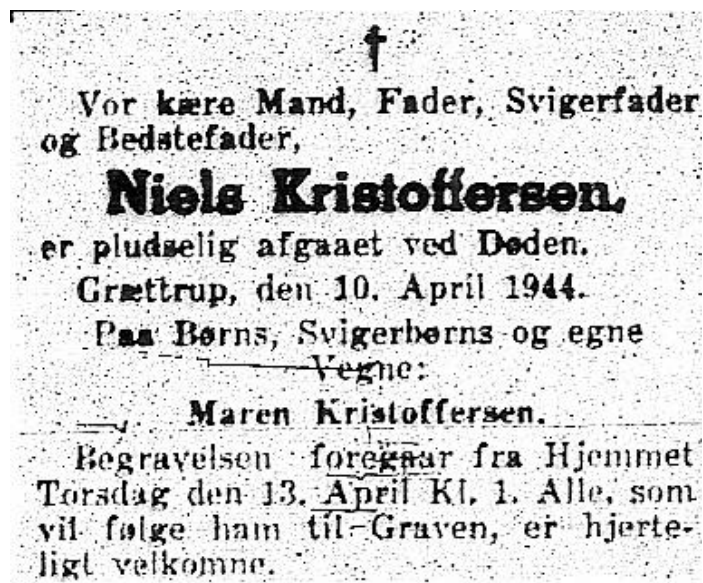 Vor kære Mand, Fader, Svigerfader
og Bedstefader,
Niels Kristoffersen,
er pludselig afgaaet ved Døden.
Grættrup, den 10. April 1944.
Paa Børns, Svigerbørns og egne
Vegne:
Maren Kristoffersen.
Begravelsen foregaar fra Hjemmet
Torsdag den 13. April Kl. 1. Alle, som
vil følge ham til Graven, er hjerte-
ligt velkomne.